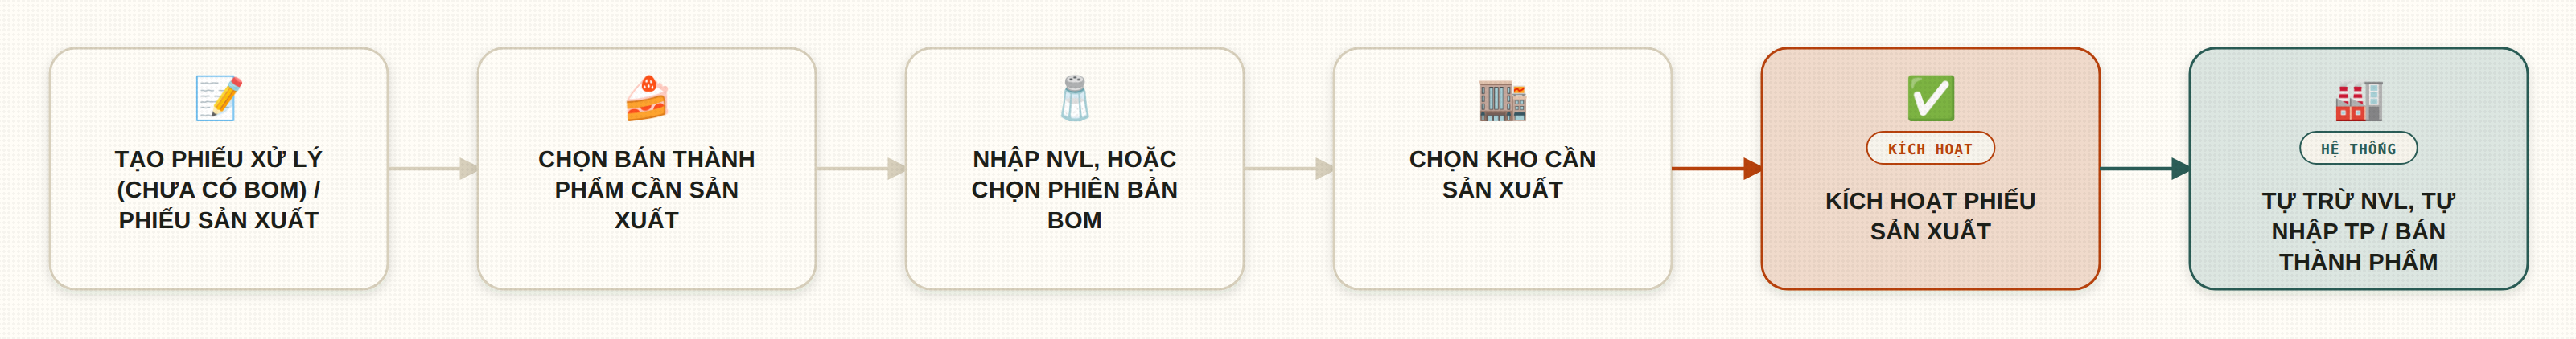 TẠO PHIẾU XỬ LÝ
(CHƯA CÓ BOM) /
PHIẾU SẢN XUẤT
CHỌN BÁN THÀNH
PHẨM CẦN SẢN
XUẤT
NHẬP NVL, HOẶC
CHỌN PHIÊN BẢN
BOM
CHỌN KHO CẦN
SẢN XUẤT
KÍCH HOẠT
KÍCH HOẠT PHIẾU
SẢN XUẤT
HỆ THỐNG
TỰ TRỪ NVL, TỰ
NHẬP TP / BÁN
THÀNH PHẨM